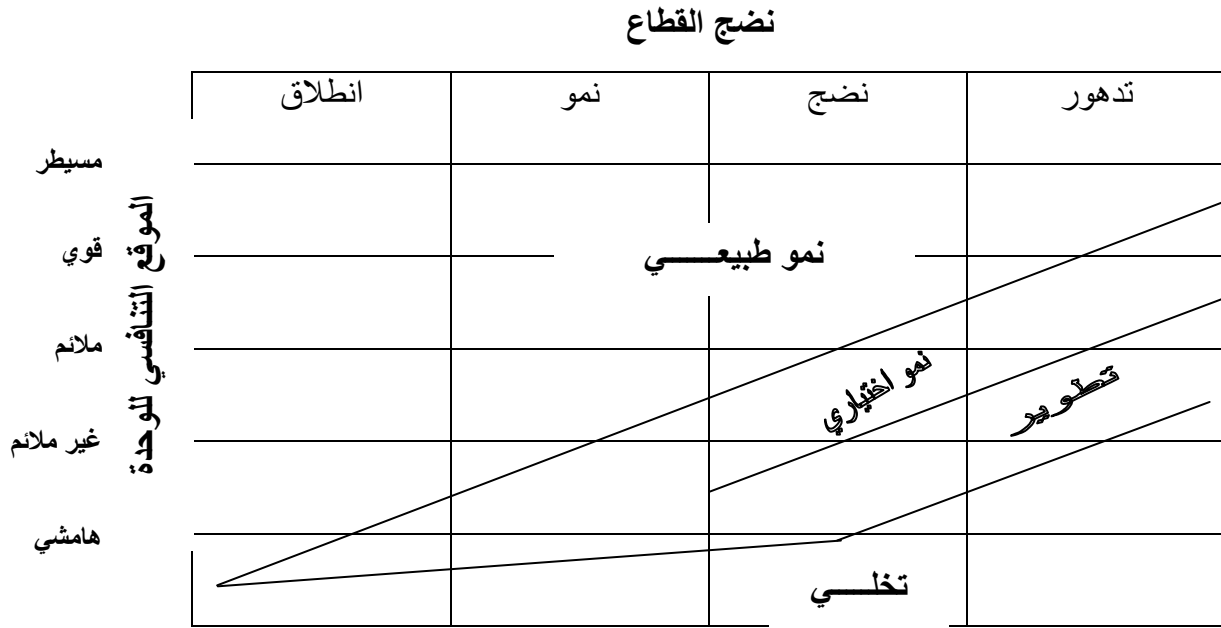 نضج القطاع
تدهور نضج نمو انطلاق
مسيطر
قوي
ملائم
غير ملائم
هامشي
الموقع التنافسي للوحدة
نمو طبيعـــــي
نمو اختياري
تطوير
تخلـــــي